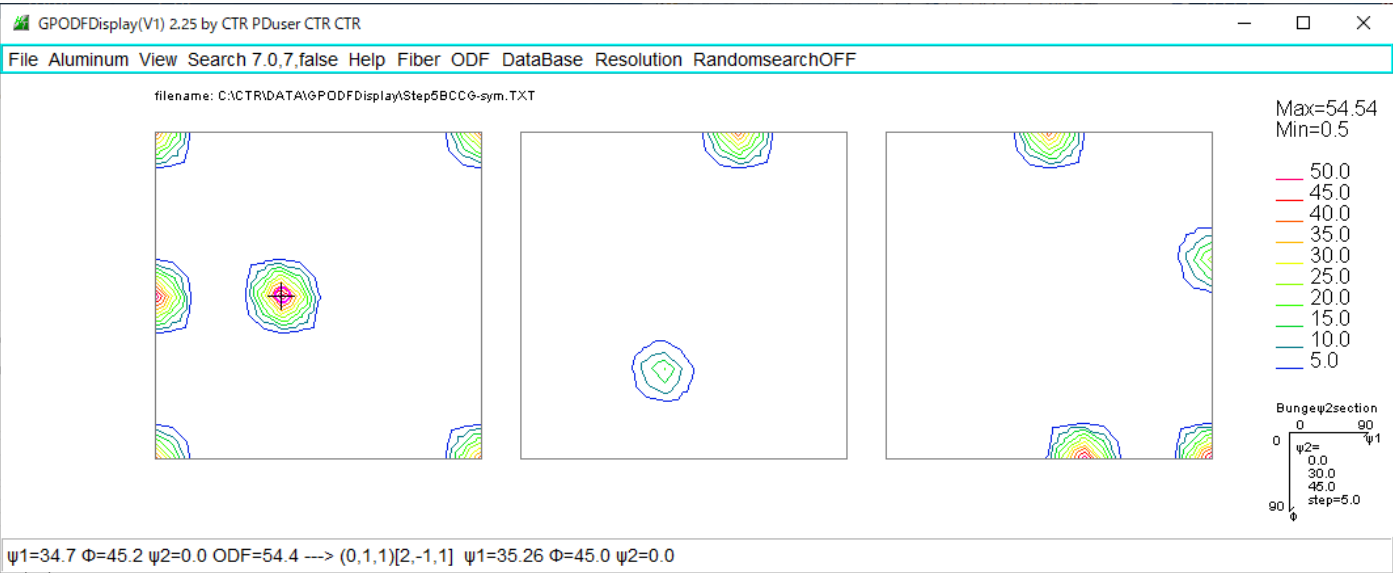 GPODFDisplay(V1) 2.25 by CTR PDuser CTR CTR
File Aluminum View Search 7.0,7,false Help Fiber ODF DataBase Resolution RandomsearchOFF
filename: C:\CTR\DATA\GPODFDisplay\Step5BCCG-sym.TXT
Max=54.54
Min=0.5
50.0
45.0
40.0
35.0
30.0
25.0
20.0
15.0
10.0
5.0
Bungeψ2section
0 90
0 ψ1
ψ2=
0.0
30.0
45.0
step=5.0
90
Φ
ψ1=34.7 Φ=45.2 ψ2=0.0 ODF=54.4 ---> (0,1,1)[2,-1,1] ψ1=35.26 Φ=45.0 ψ2=0.0